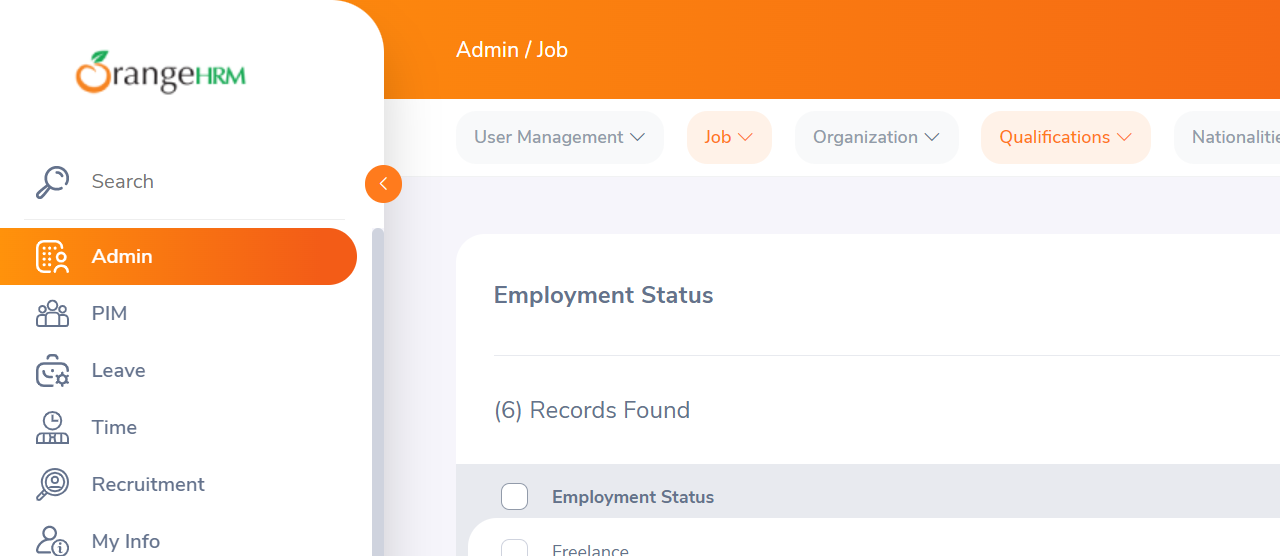 OrangeHRM
Admin / Job
User Management
Job
Organization
Qualifications
Nationalitie
Search
Admin
PIM
Leave
Time
Recruitment
My Info
Employment Status
(6) Records Found
Employment Status
Freelance